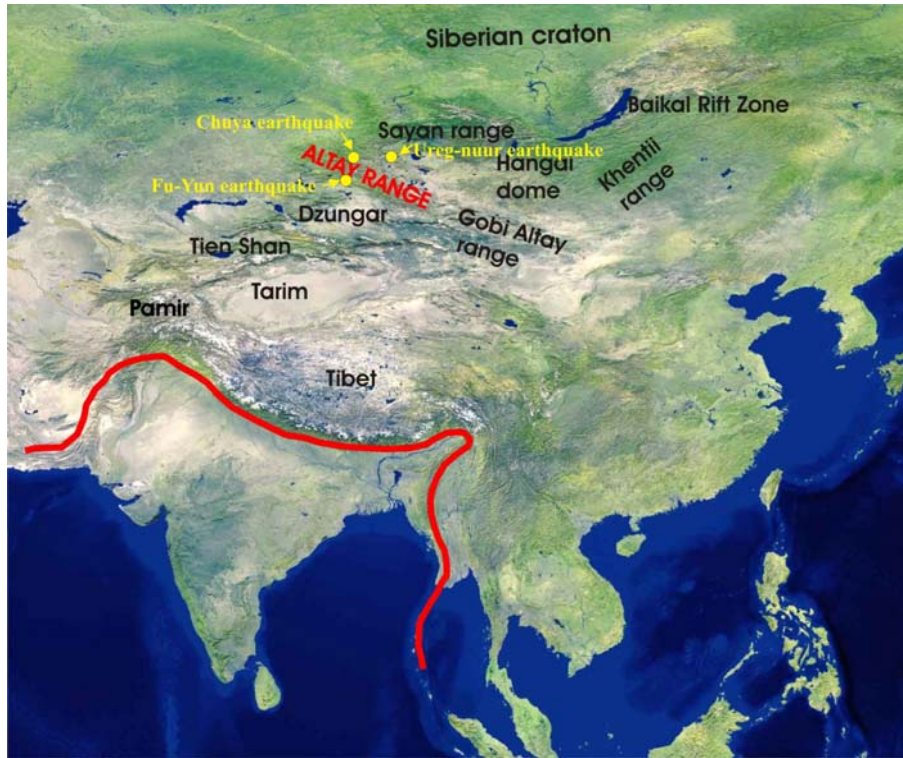 Siberian craton
Baikal Rift Zone
Chuya earthquake
Sayan range
Ureg-nuur earthquake
ALTAY RANGE
Hangai
dome
Khentii
range
Fu-Yun earthquake
Dzungar
Gobi Altay
range
Tien Shan
Tarim
Pamir
Tibet